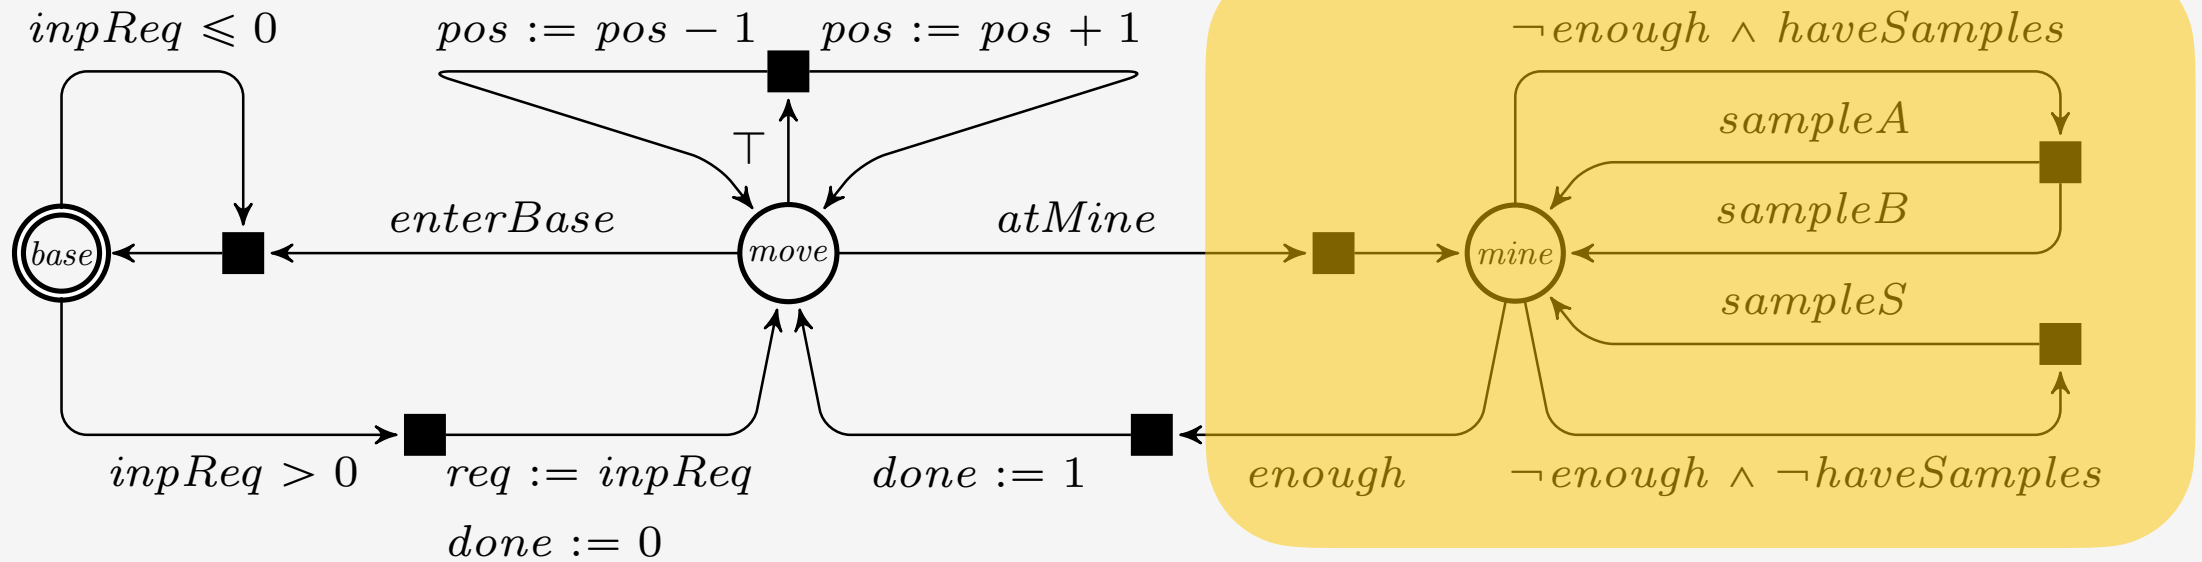 inpReq ⩽ 0
pos := pos − 1
pos := pos + 1
¬enough ∧ haveSamples
sampleA
⊤
enterBase
atMine
sampleB
base
move
mine
sampleS
inpReq > 0
req := inpReq
done := 1
enough
¬enough ∧ ¬haveSamples
done := 0